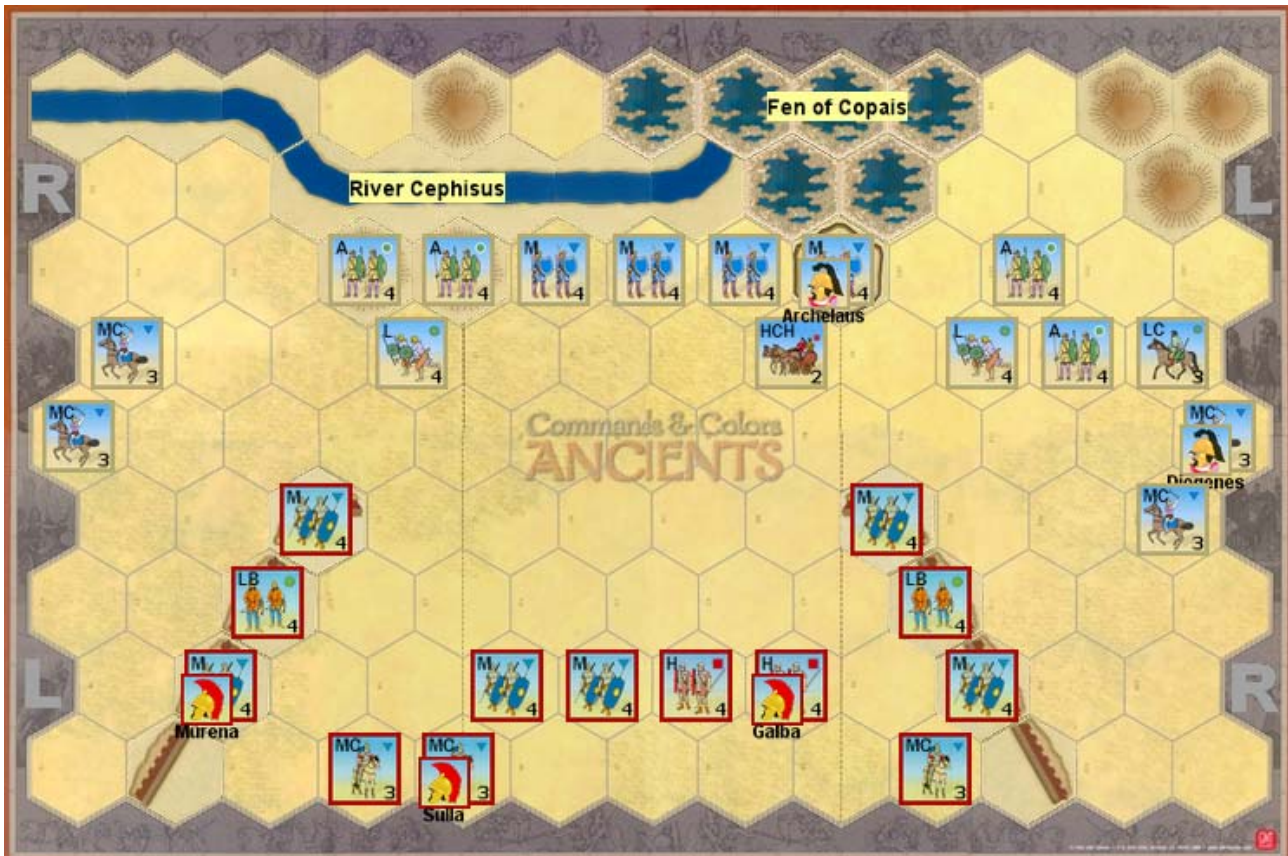 Fen of Copais
R
River Cephisus
L
A 4
A 4
M 4
M 4
M 4
M 4
A 4
Archelaus
MC 3
L 4
HCH 2
L 4
A 4
LC 3
MC 3
Commands & Colors
ANCIENTS
MC 3
Diogenes
M 4
M 4
MC 3
LB 4
LB 4
L
M 4
M 4
M 4
H 4
H 4
M 4
R
Murena
Galba
MC 3
MC 3
MC 3
Sulla